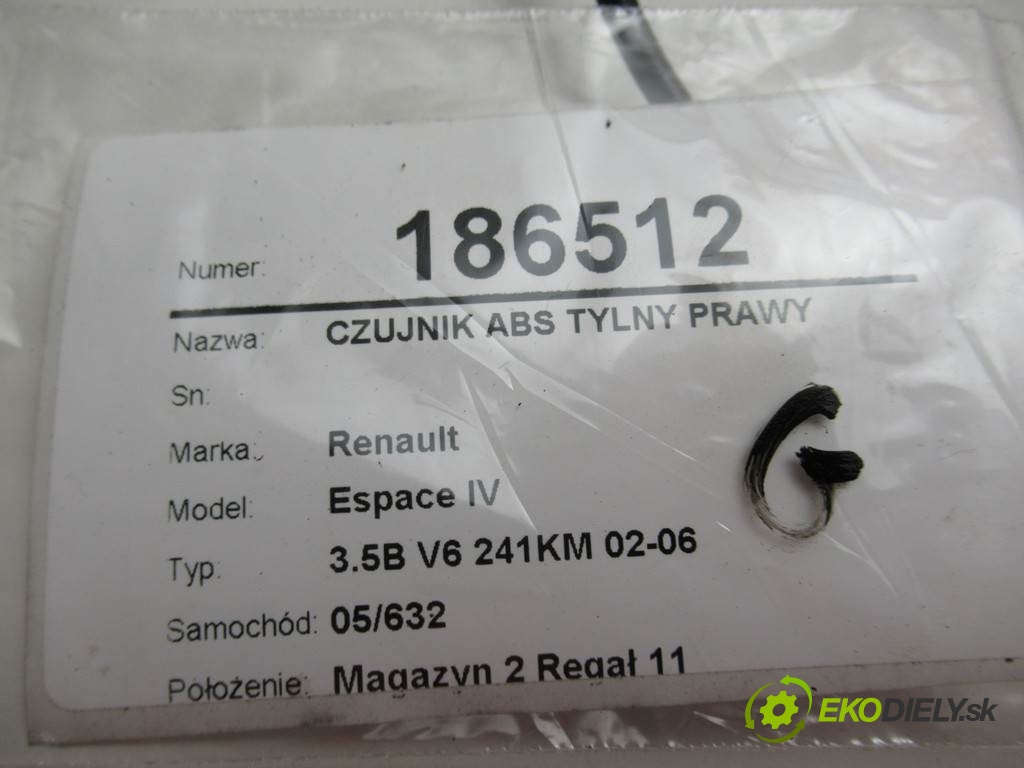 Numer: 186512
Nazwa: CZUJNIK ABS TYLNY PRAWY
Sn:
Marka: Renault
Model: Espace IV
Typ: 3.5B V6 241KM 02-06
Samochód: 05/632
Położenie: Magazyn 2 Regał 11
G
EKODIELY.sk